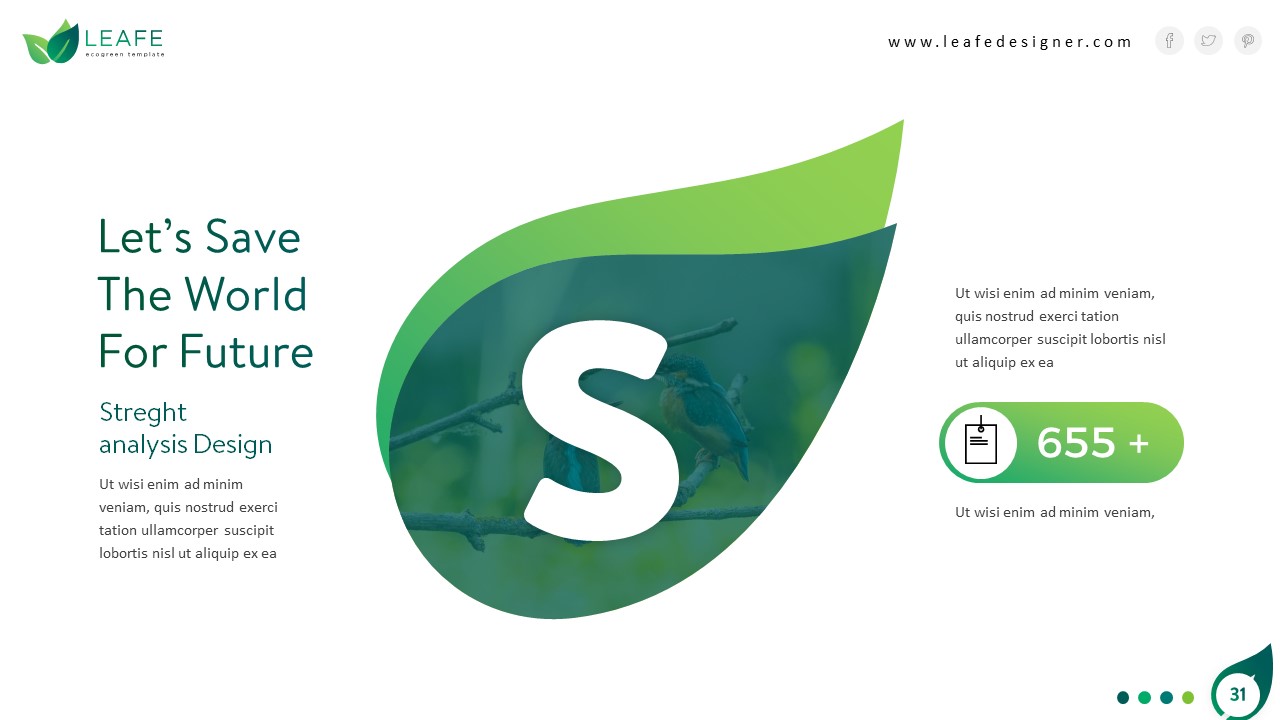 LEAFE
ecogreen template
www.leafedesigner.com
Let’s Save
The World
For Future
Streght
analysis Design
Ut wisi enim ad minim
veniam, quis nostrud exerci
tation ullamcorper suscipit
lobortis nisl ut aliquip ex ea
S
Ut wisi enim ad minim veniam,
quis nostrud exerci tation
ullamcorper suscipit lobortis nisl
ut aliquip ex ea
655 +
Ut wisi enim ad minim veniam,
31